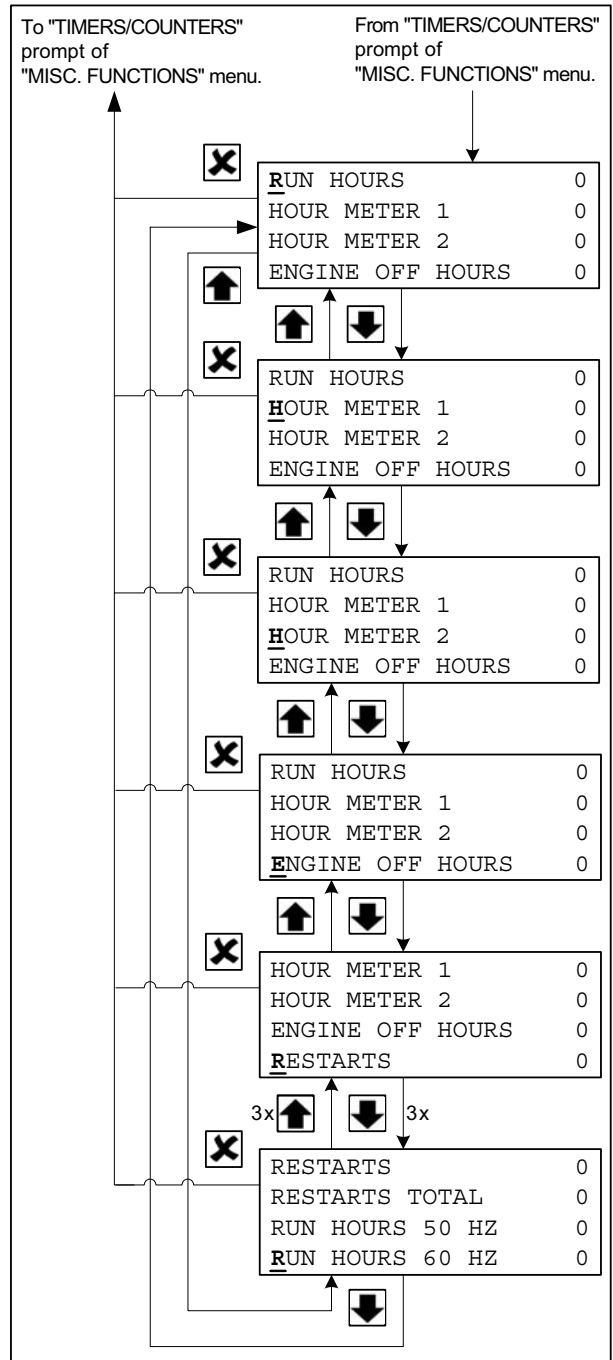 To "TIMERS/COUNTERS"
prompt of
"MISC. FUNCTIONS" menu.
From "TIMERS/COUNTERS"
prompt of
"MISC. FUNCTIONS" menu.
RUN HOURS 0
HOUR METER 1 0
HOUR METER 2 0
ENGINE OFF HOURS 0
RUN HOURS 0
HOUR METER 1 0
HOUR METER 2 0
ENGINE OFF HOURS 0
RUN HOURS 0
HOUR METER 1 0
HOUR METER 2 0
ENGINE OFF HOURS 0
RUN HOURS 0
HOUR METER 1 0
HOUR METER 2 0
ENGINE OFF HOURS 0
HOUR METER 1 0
HOUR METER 2 0
ENGINE OFF HOURS 0
RESTARTS 0
3x 3x
RESTARTS 0
RESTARTS TOTAL 0
RUN HOURS 50 HZ 0
RUN HOURS 60 HZ 0